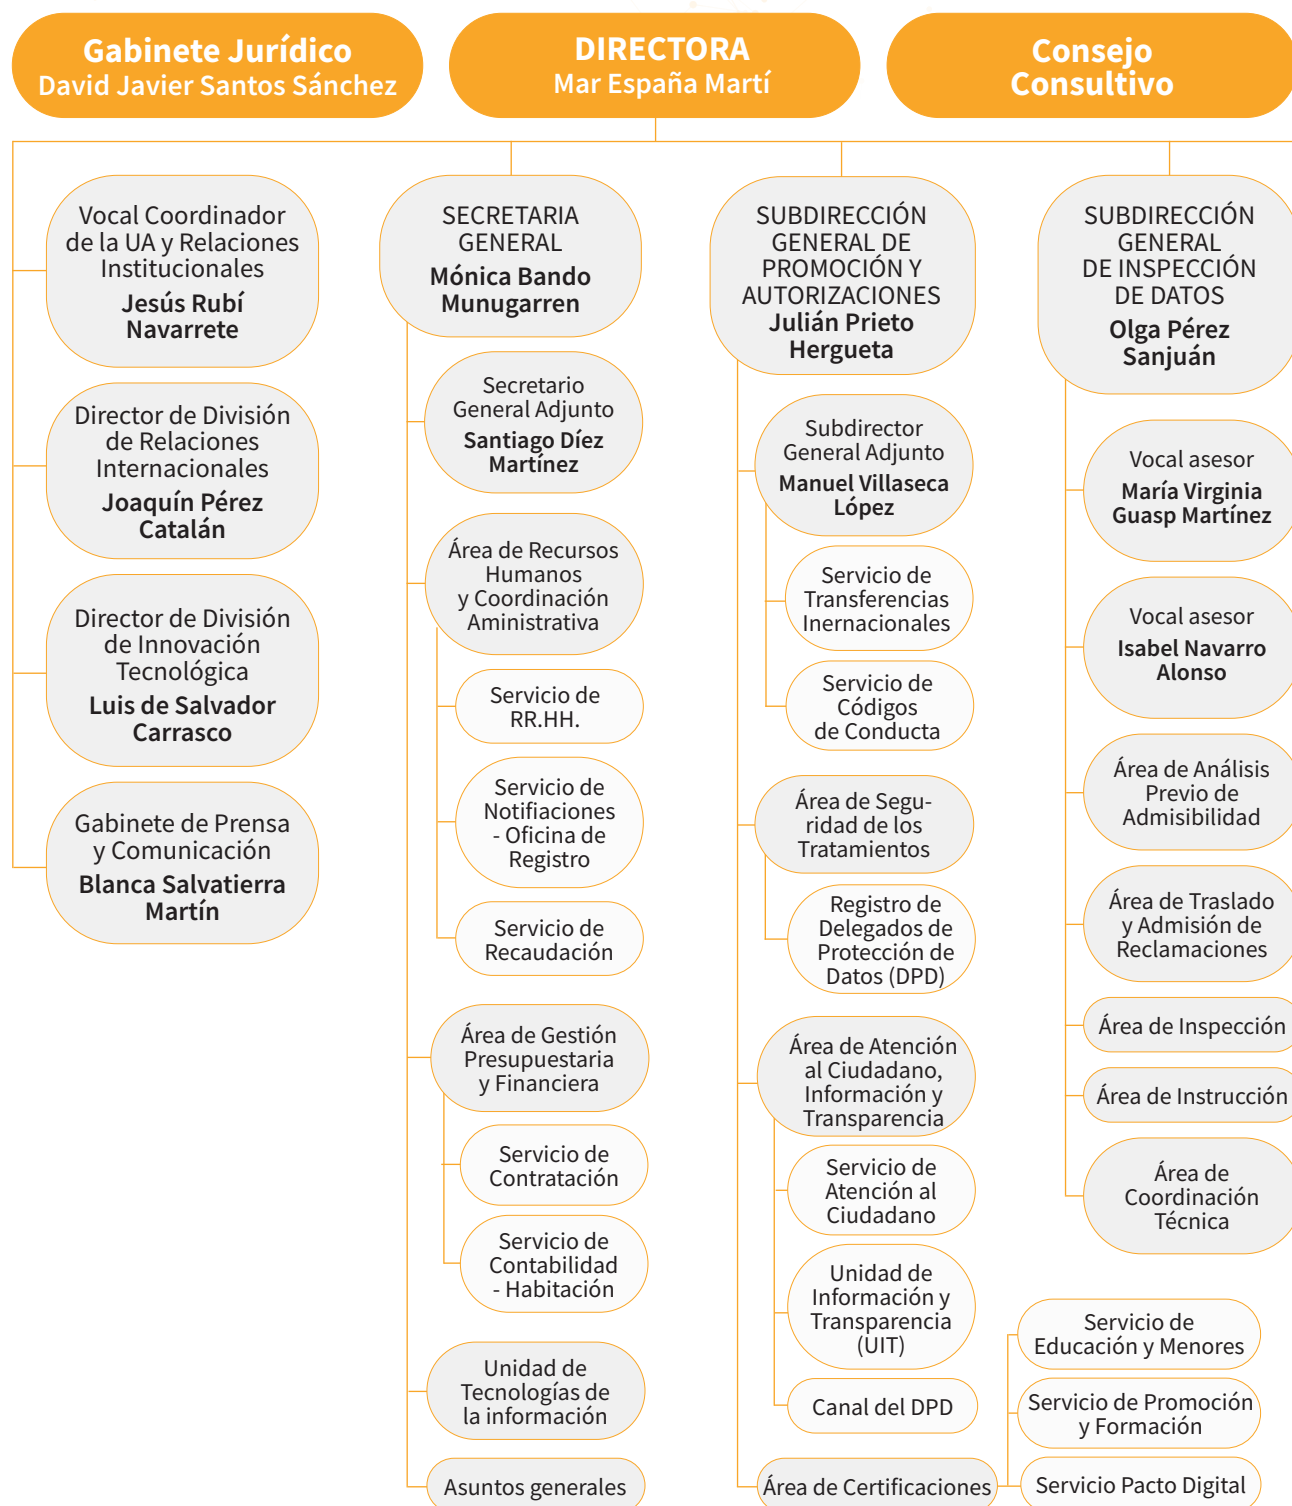 Gabinete Jurídico
David Javier Santos Sánchez
DIRECTORA
Mar España Martí
Consejo
Consultivo
Vocal Coordinador
de la UA y Relaciones
Institucionales
Jesús Rubí
Navarrete
Director de División
de Relaciones
Internacionales
Joaquín Pérez
Catalán
Director de División
de Innovación
Tecnológica
Luis de Salvador
Carrasco
Gabinete de Prensa
y Comunicación
Blanca Salvatierra
Martín
SECRETARIA
GENERAL
Mónica Bando
Munugarren
Secretario
General Adjunto
Santiago Díez
Martínez
Área de Recursos
Humanos
y Coordinación
Aministrativa
Servicio de
RR.HH.
Servicio de
Notifiaciones
- Oficina de
Registro
Servicio de
Recaudación
Área de Gestión
Presupuestaria
y Financiera
Servicio de
Contratación
Servicio de
Contabilidad
- Habitación
Unidad de
Tecnologías de
la información
Asuntos generales
SUBDIRECCIÓN
GENERAL DE
PROMOCIÓN Y
AUTORIZACIONES
Julián Prieto
Hergueta
Subdirector
General Adjunto
Manuel Villaseca
López
Servicio de
Transferencias
Inernacionales
Servicio de
Códigos
de Conducta
Área de Segu-
ridad de los
Tratamientos
Registro de
Delegados de
Protección de
Datos (DPD)
Área de Atención
al Ciudadano,
Información y
Transparencia
Servicio de
Atención al
Ciudadano
Unidad de
Información y
Transparencia
(UIT)
Canal del DPD
Área de Certificaciones
Servicio de
Educación y Menores
Servicio de Promoción
y Formación
Servicio Pacto Digital
SUBDIRECCIÓN
GENERAL
DE INSPECCIÓN
DE DATOS
Olga Pérez
Sanjuán
Vocal asesor
María Virginia
Guasp Martínez
Vocal asesor
Isabel Navarro
Alonso
Área de Análisis
Previo de
Admisibilidad
Área de Traslado
y Admisión de
Reclamaciones
Área de Inspección
Área de Instrucción
Área de
Coordinación
Técnica